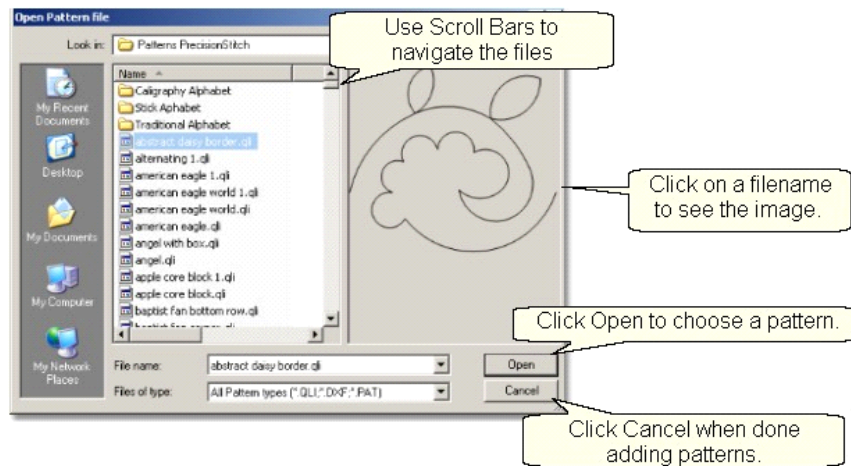 Open Pattern file
Use Scroll Bars to
navigate the files
Look in:
Patterns PrecisionStitch
My Recent
Documents
Desktop
My Documents
My Computer
My Network
Places
Name
Caligraphy Alphabet
Stick Aphabet
Traditional Alphabet
abstract daisy border.qli
alternating 1.qli
american eagle 1.qli
american eagle world 1.qli
american eagle world.qli
american eagle.qli
angel with box.qli
angel.qli
apple core block 1.qli
apple core block.qli
baptist fan bottom row.qli
Click on a filename
to see the image.
Click Open to choose a pattern.
File name:
abstract daisy border.qli
Open
Files of type:
All Pattern types (*.QLI;*.DXF;*.PAT)
Cancel
Click Cancel when done
adding patterns.